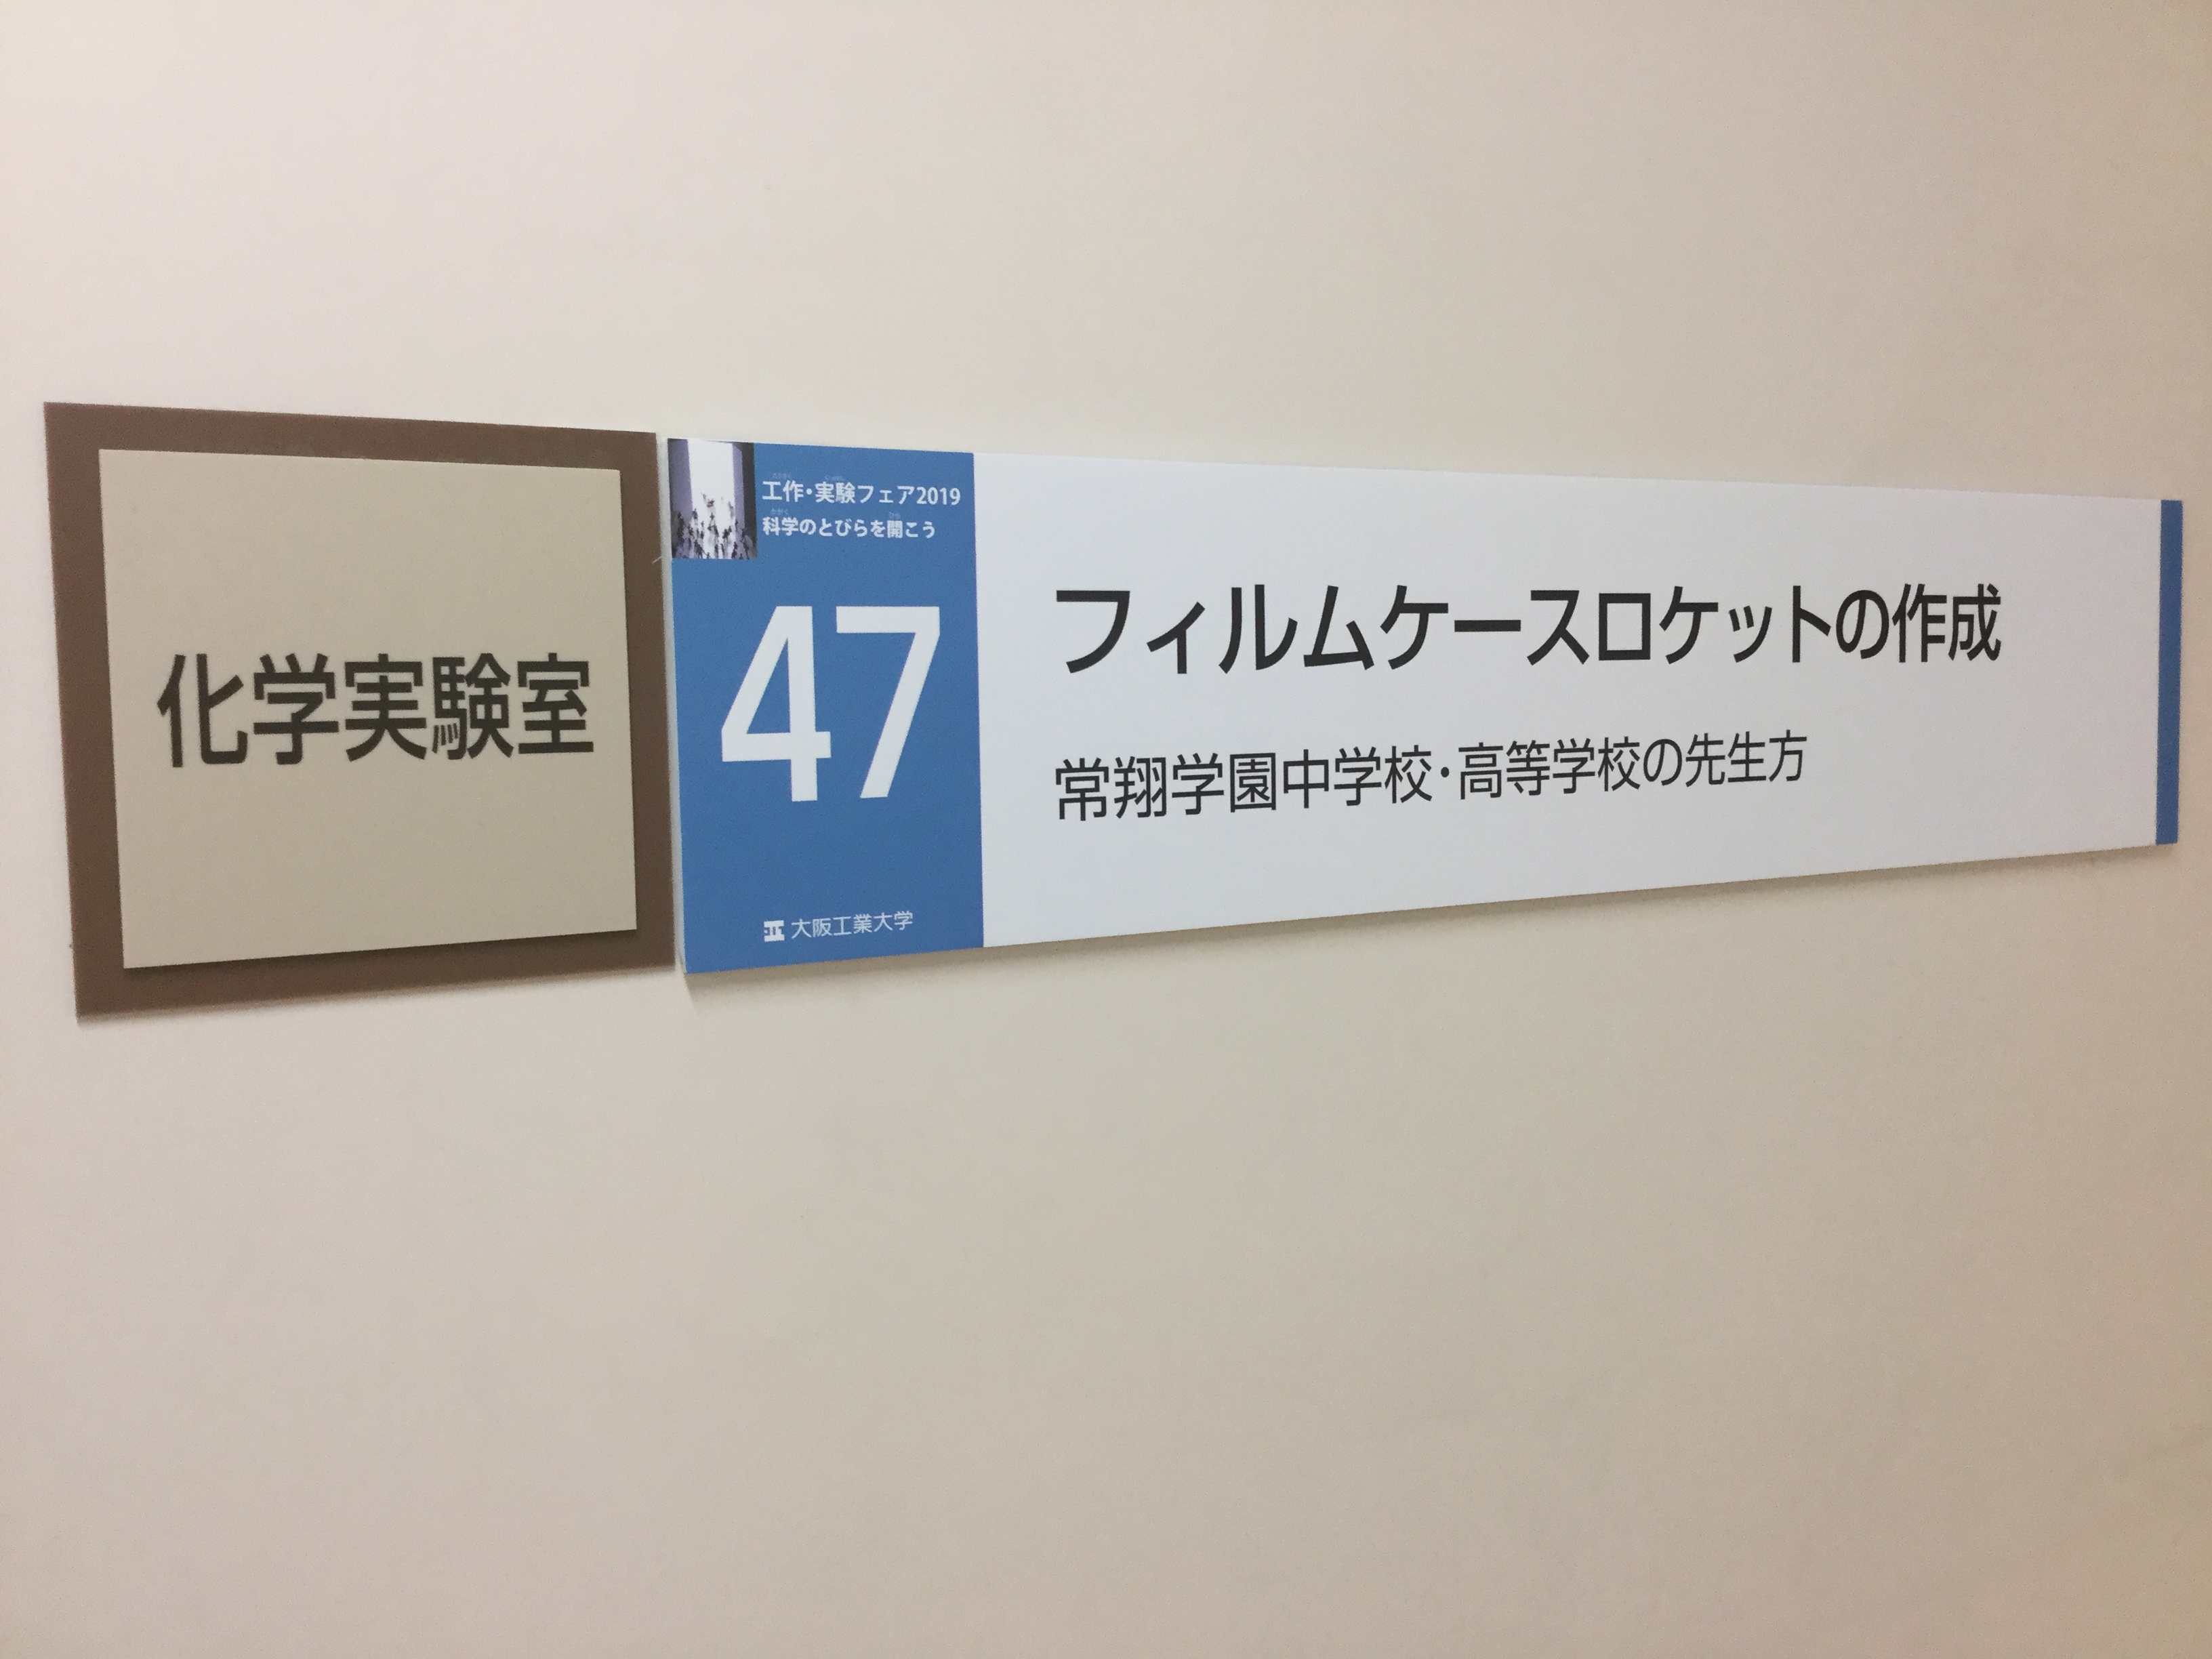 化学実験室
工作・実験フェア2019
科学のとびらを開こう
47
大阪工業大学
フィルムケースロケットの作成
常翔学園中学校・高等学校の先生方